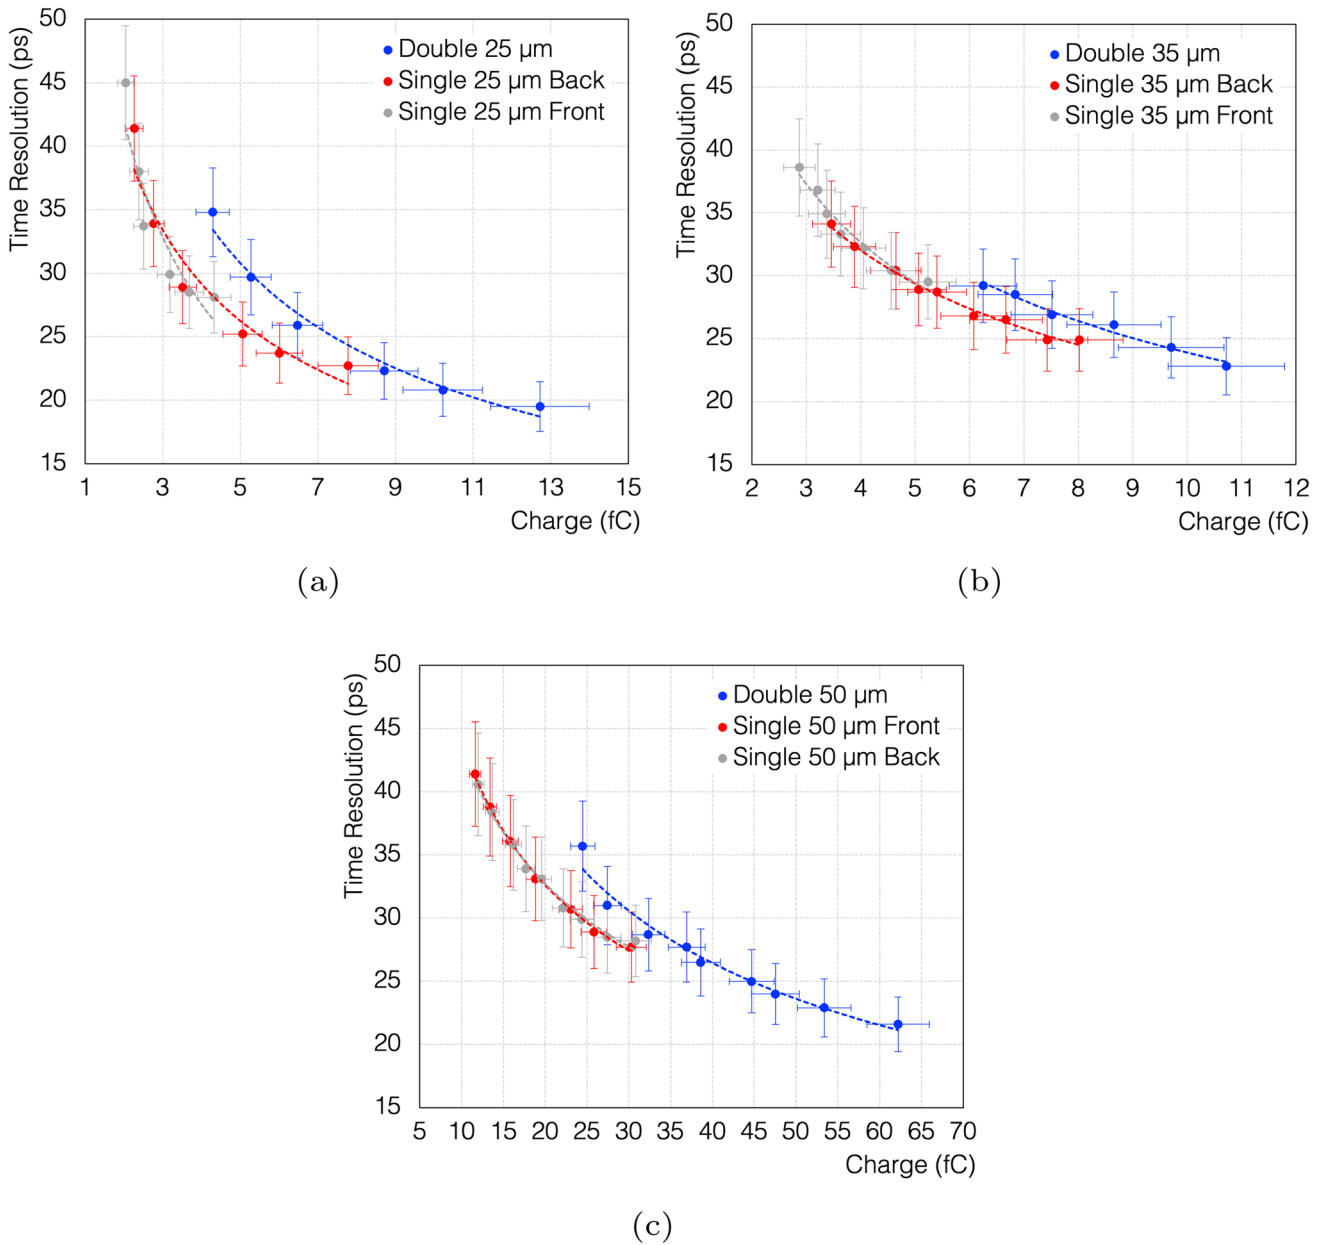 Time Resolution (ps)
50
45
40
35
30
25
20
15
Double 25 µm
Single 25 µm Back
Single 25 µm Front
1 3 5 7 9 11 13 15
Charge (fC)
(a)
Time Resolution (ps)
50
45
40
35
30
25
20
15
Double 35 µm
Single 35 µm Back
Single 35 µm Front
2 3 4 5 6 7 8 9 10 11 12
Charge (fC)
(b)
Time Resolution (ps)
50
45
40
35
30
25
20
15
Double 50 µm
Single 50 µm Front
Single 50 µm Back
5 10 15 20 25 30 35 40 45 50 55 60 65 70
Charge (fC)
(c)